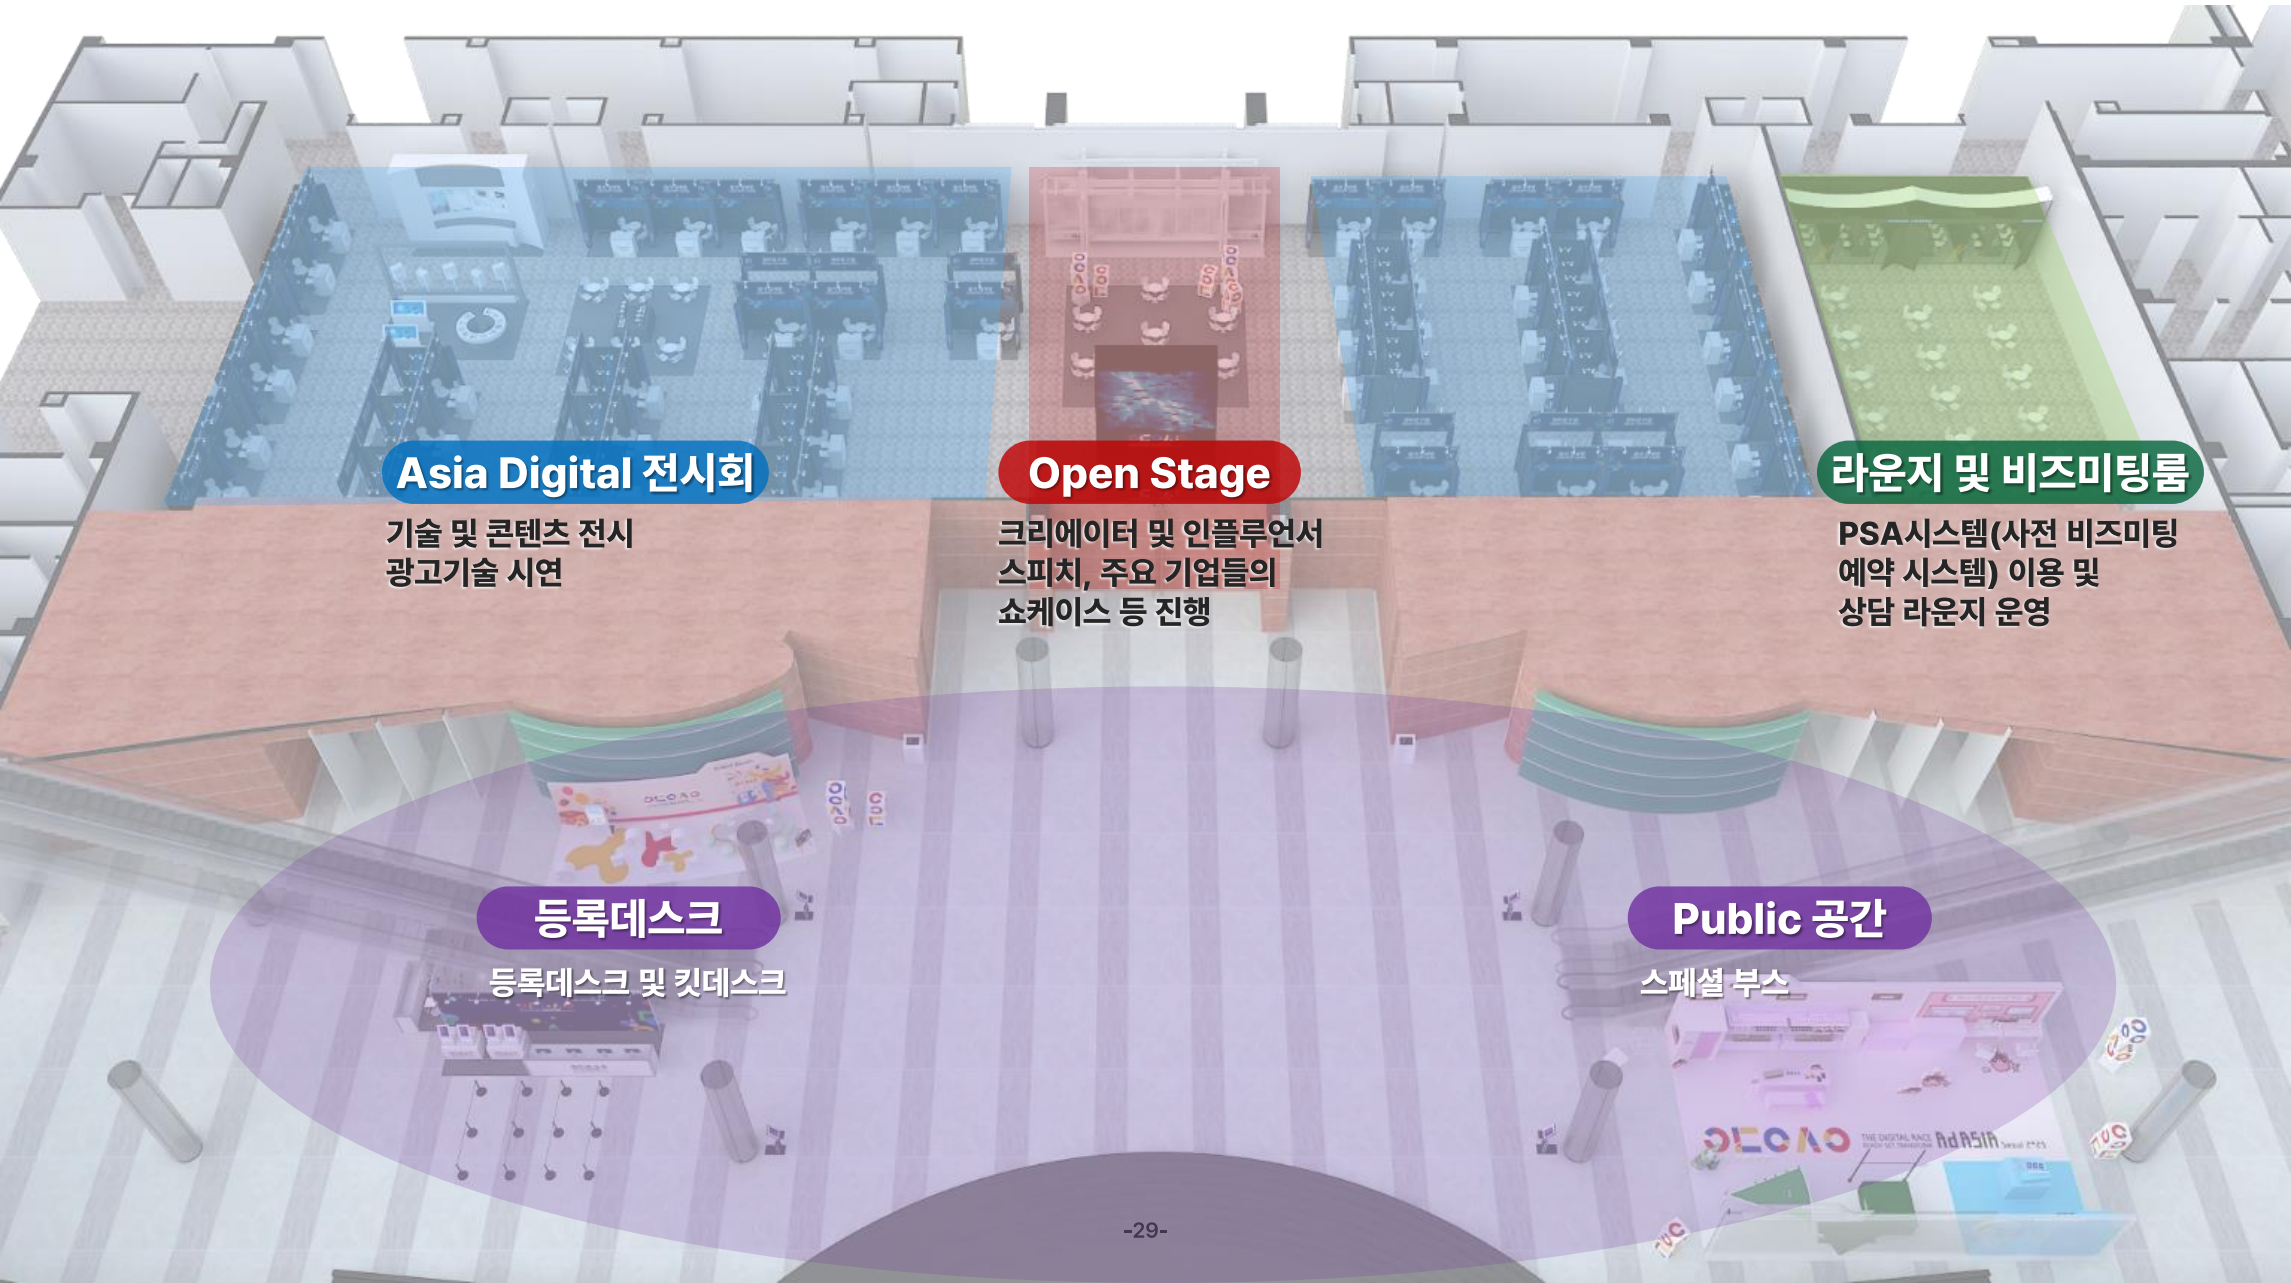 Asia Digital 전시회
기술 및 콘텐츠 전시
광고기술 시연
Open Stage
크리에이터 및 인플루언서
스피치, 주요 기업들의
쇼케이스 등 진행
라운지 및 비즈미팅룸
PSA시스템(사전 비즈미팅
예약 시스템) 이용 및
상담 라운지 운영
등록데스크
등록데스크 및 킷데스크
Public 공간
스페셜 부스
THE DIGITAL RACE
AdASIA Seoul
-29-